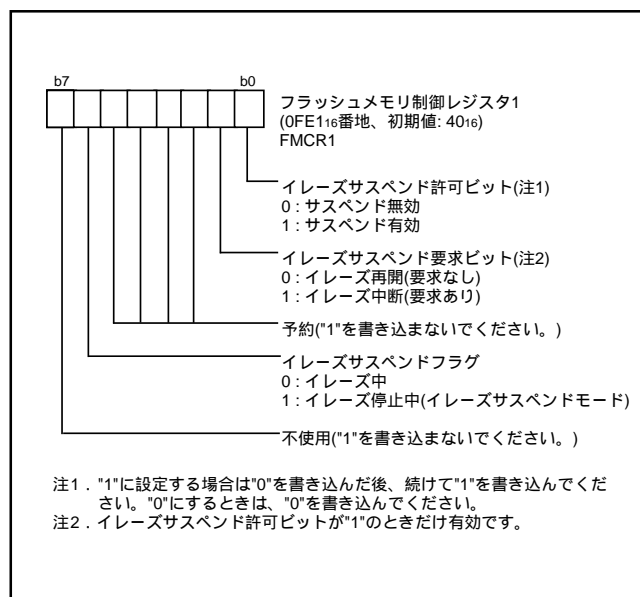 b7 b0
フラッシュメモリ制御レジスタ1
(0FE116番地、初期値: 4016)
FMCR1
イレーズサスペンド許可ビット(注1)
0 : サスペンド無効
1 : サスペンド有効
イレーズサスペンド要求ビット(注2)
0 : イレーズ再開(要求なし)
1 : イレーズ中断(要求あり)
予約("1"を書き込まないでください。)
イレーズサスペンドフラグ
0 : イレーズ中
1 : イレーズ停止中(イレーズサスペンドモード)
不使用("1"を書き込まないでください。)
注1．"1"に設定する場合は"0"を書き込んだ後、続けて"1"を書き込んでくだ
さい。"0"にするときは、"0"を書き込んでください。
注2．イレーズサスペンド許可ビットが"1"のときだけ有効です。